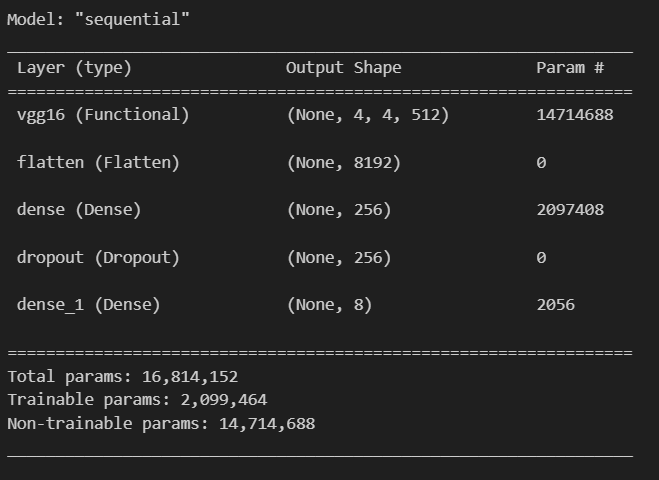 Model: "sequential"
Layer (type) Output Shape Param #
vgg16 (Functional) (None, 4, 4, 512) 14714688
flatten (Flatten) (None, 8192) 0
dense (Dense) (None, 256) 2097408
dropout (Dropout) (None, 256) 0
dense_1 (Dense) (None, 8) 2056
Total params: 16,814,152
Trainable params: 2,099,464
Non-trainable params: 14,714,688